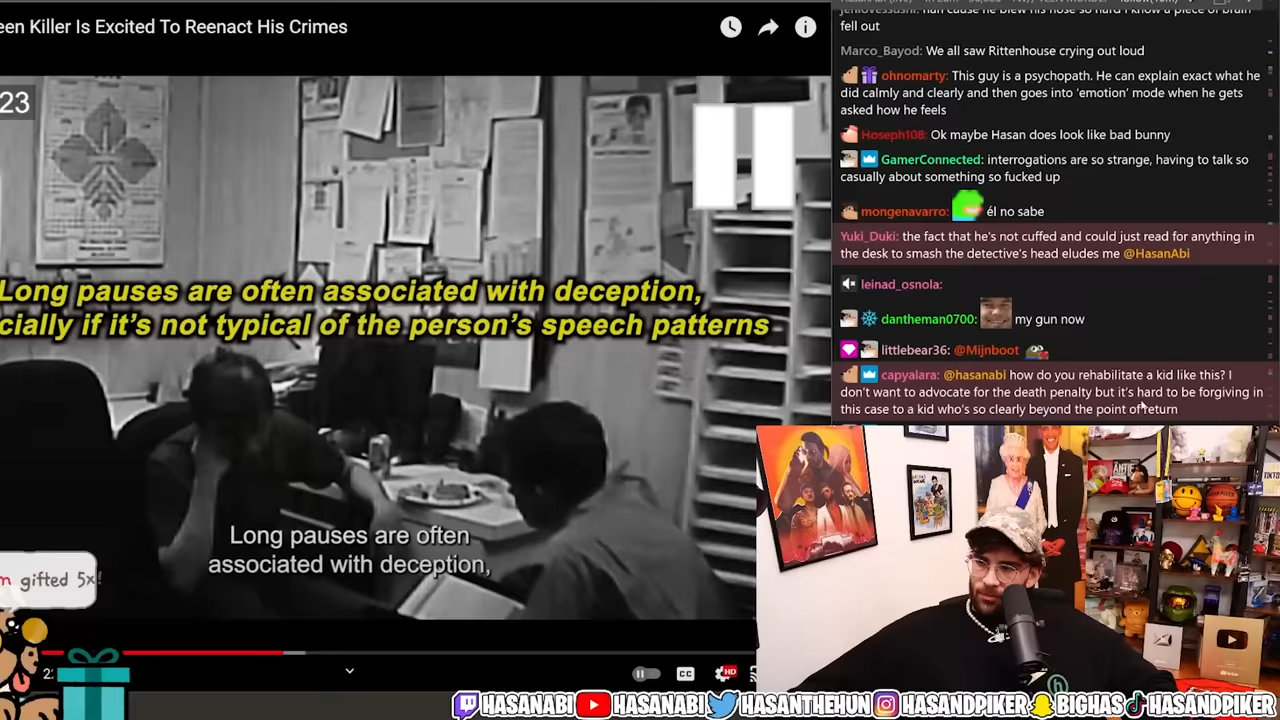 een Killer Is Excited To Reenact His Crimes
23
Long pauses are often associated with deception,
cially if it's not typical of the person's speech patterns
Long pauses are often
associated with deception,
m gifted 5x!
CC
HD
fell out
Marco_Bayod: We all saw Rittenhouse crying out loud
ohnomarty: This guy is a psychopath. He can explain exact what he
did calmly and clearly and then goes into 'emotion' mode when he gets
asked how he feels
Hoseph108: Ok maybe Hasan does look like bad bunny
GamerConnected: interrogations are so strange, having to talk so
casually about something so fucked up
mongenavarro: él no sabe
Yuki_Duki: the fact that he's not cuffed and could just read for anything in
the desk to smash the detective's head eludes me @HasanAbi
leinad_osnola:
dantheman0700: my gun now
littlebear36: @Mijnboot
capyalara: @hasanabi how do you rehabilitate a kid like this? I
don't want to advocate for the death penalty but it's hard to be forgiving in
this case to a kid who's so clearly beyond the point of return
HASANABI HASANABI HASANTHEHUN HASANDPIKER BIGHAS HASANDPIKER